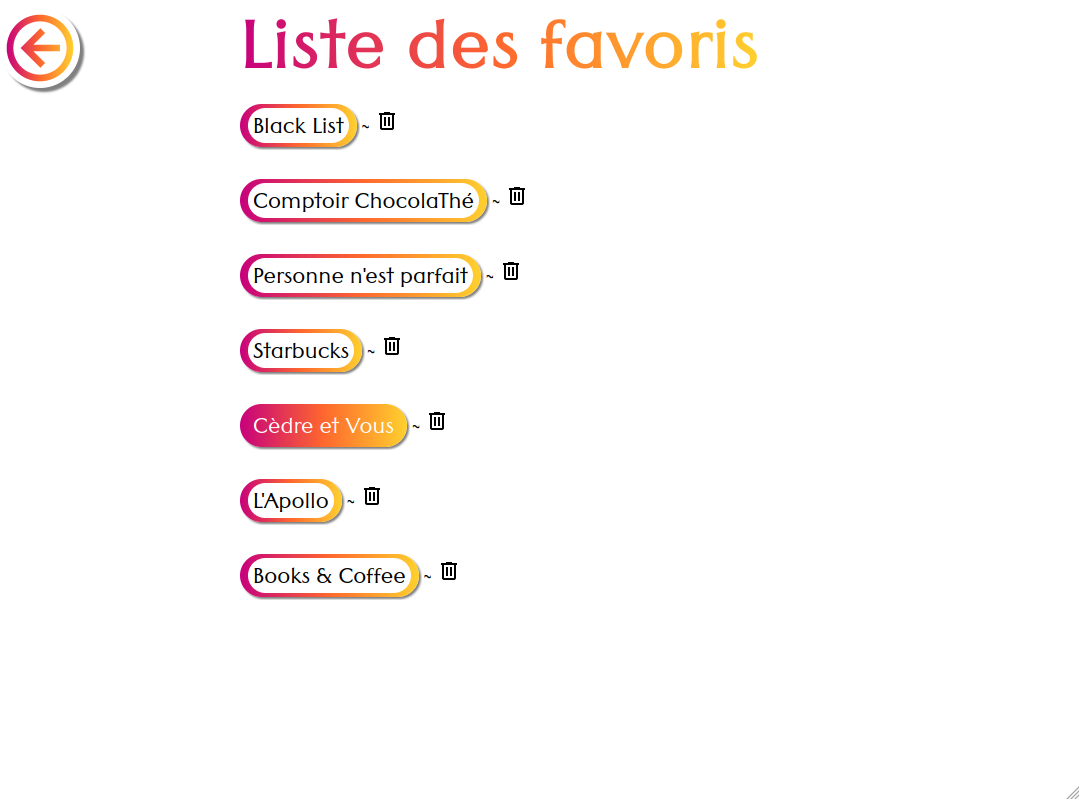 Liste des favoris
Black List ~
Comptoir ChocolaThé ~
Personne n'est parfait ~
Starbucks ~
Cèdre et Vous ~
L'Apollo ~
Books & Coffee ~